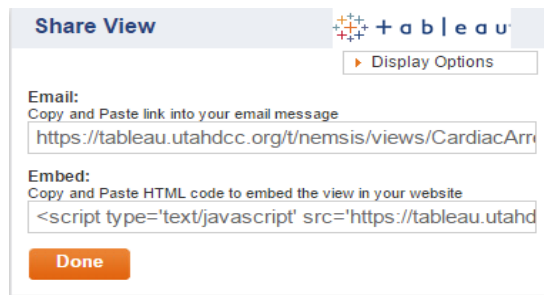 Share View
+ a b l e a u
Display Options
Email:
Copy and Paste link into your email message
https://tableau.utahdcc.org/t/nemsis/views/CardiacArr
Embed:
Copy and Paste HTML code to embed the view in your website
<script type='text/javascript' src='https://tableau.utahd
Done